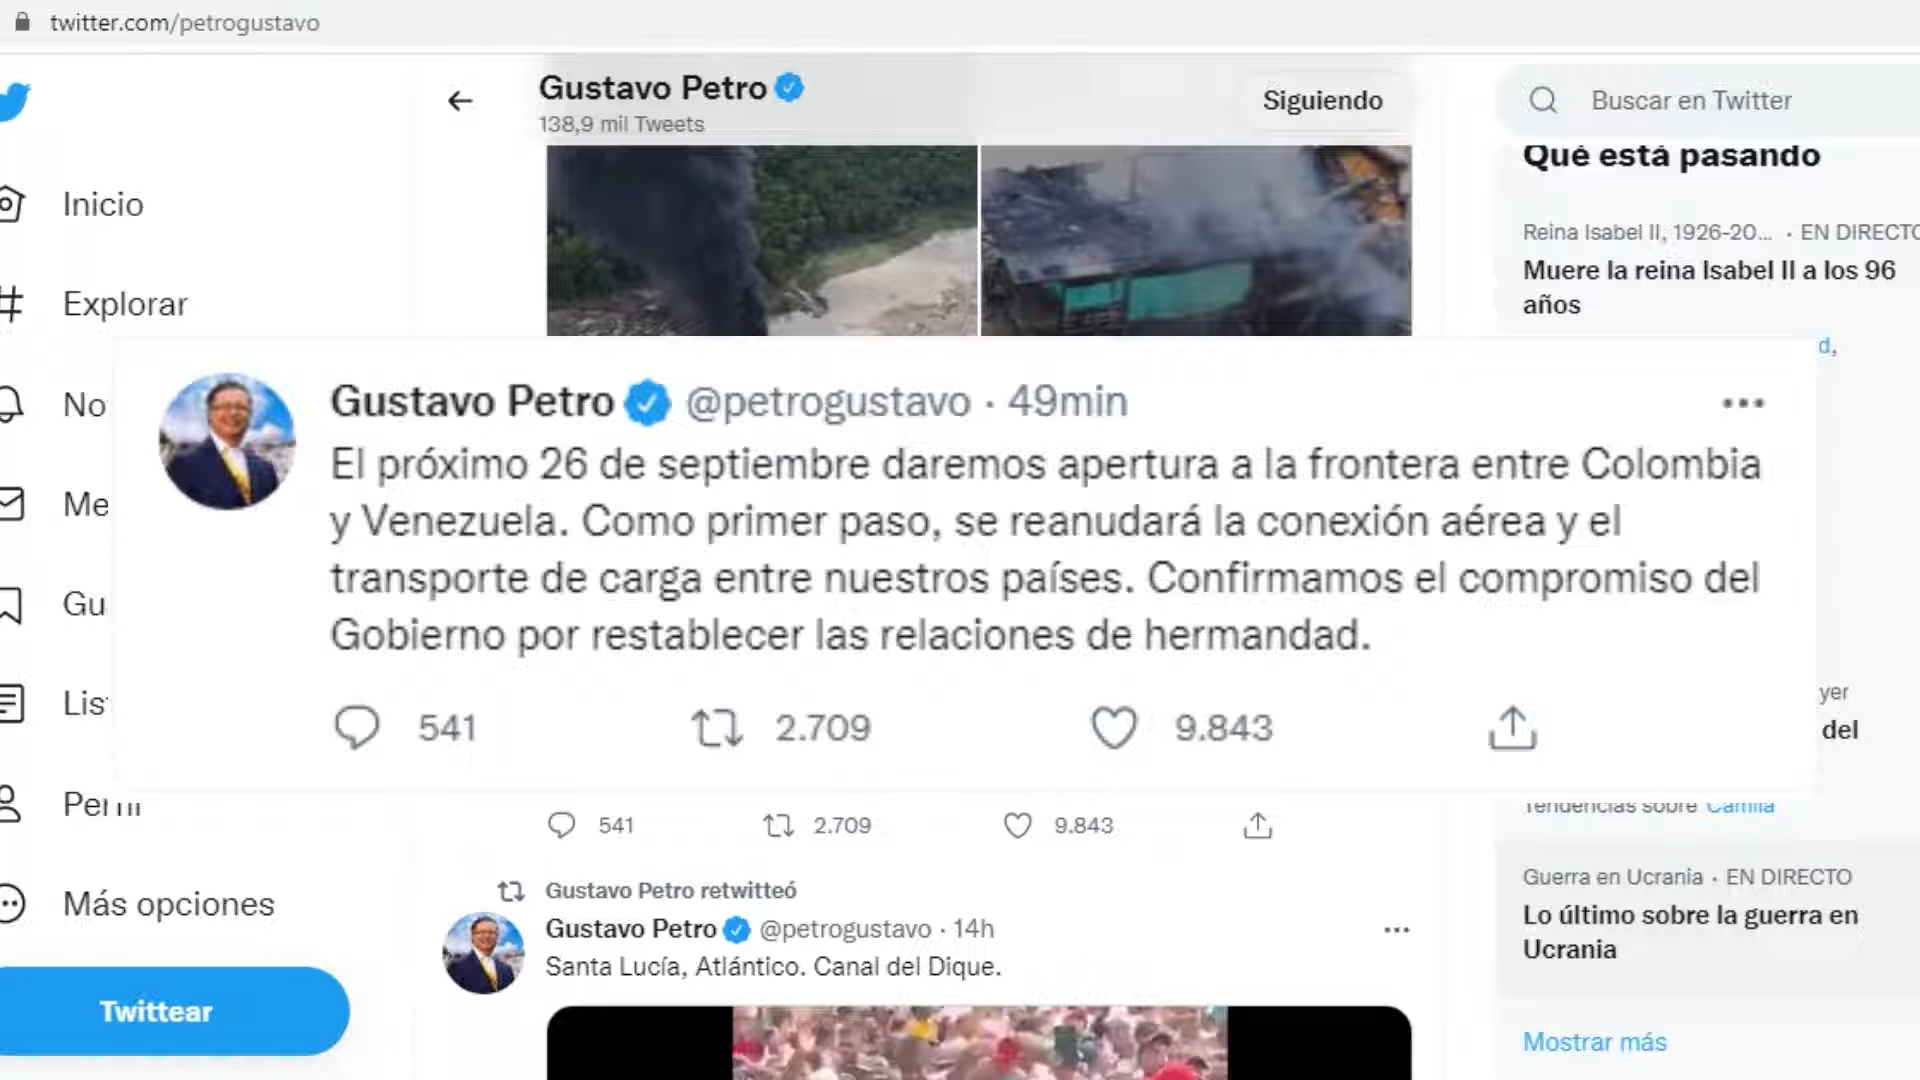 twitter.com/petrogustavo
Gustavo Petro
138,9 mil Tweets
Siguiendo
Buscar en Twitter
Qué está pasando
Inicio
Explorar
Reina Isabel II, 1926-20... · EN DIRECTO
Muere la reina Isabel II a los 96
años
d,
No
Me
Gu
Lis
Gustavo Petro @petrogustavo · 49min
El próximo 26 de septiembre daremos apertura a la frontera entre Colombia
y Venezuela. Como primer paso, se reanudará la conexión aérea y el
transporte de carga entre nuestros países. Confirmamos el compromiso del
Gobierno por restablecer las relaciones de hermandad.
541 2.709 9.843
yer
del
Perfil
Tendencias sobre Camila
541 2.709 9.843
Gustavo Petro retwitteó
Gustavo Petro @petrogustavo · 14h
Santa Lucía, Atlántico. Canal del Dique.
Más opciones
Twittear
Guerra en Ucrania · EN DIRECTO
Lo último sobre la guerra en
Ucrania
Mostrar más